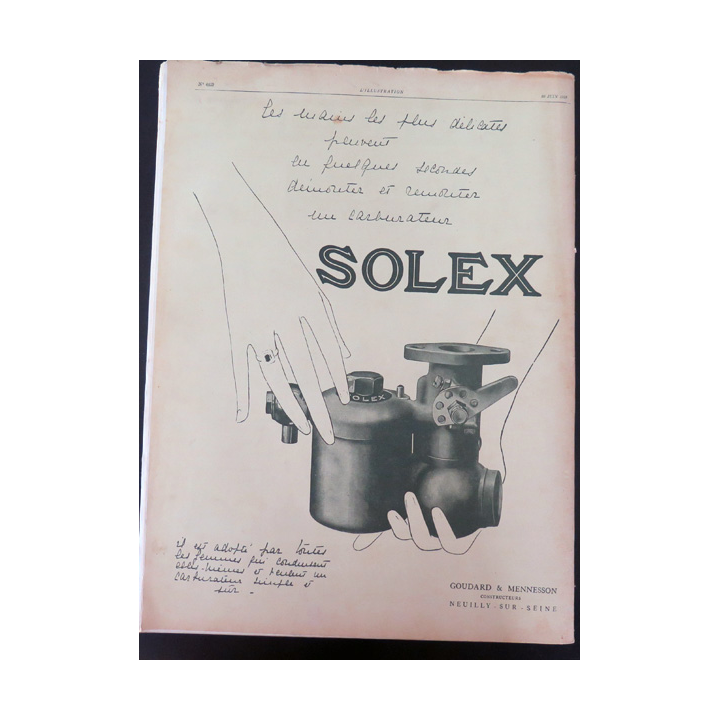 L'ILLUSTRATION
JUIN
Les mains les plus délicates
peuvent
en quelques secondes
démonter et remonter
un carburateur
SOLEX
SOLEX
il est adopté par toutes
les femmes qui conduisent
elles-mêmes et veulent un
carburateur simple et
sûr -
GOUDARD & MENNESSON
CONSTRUCTEURS
NEUILLY-SUR-SEINE